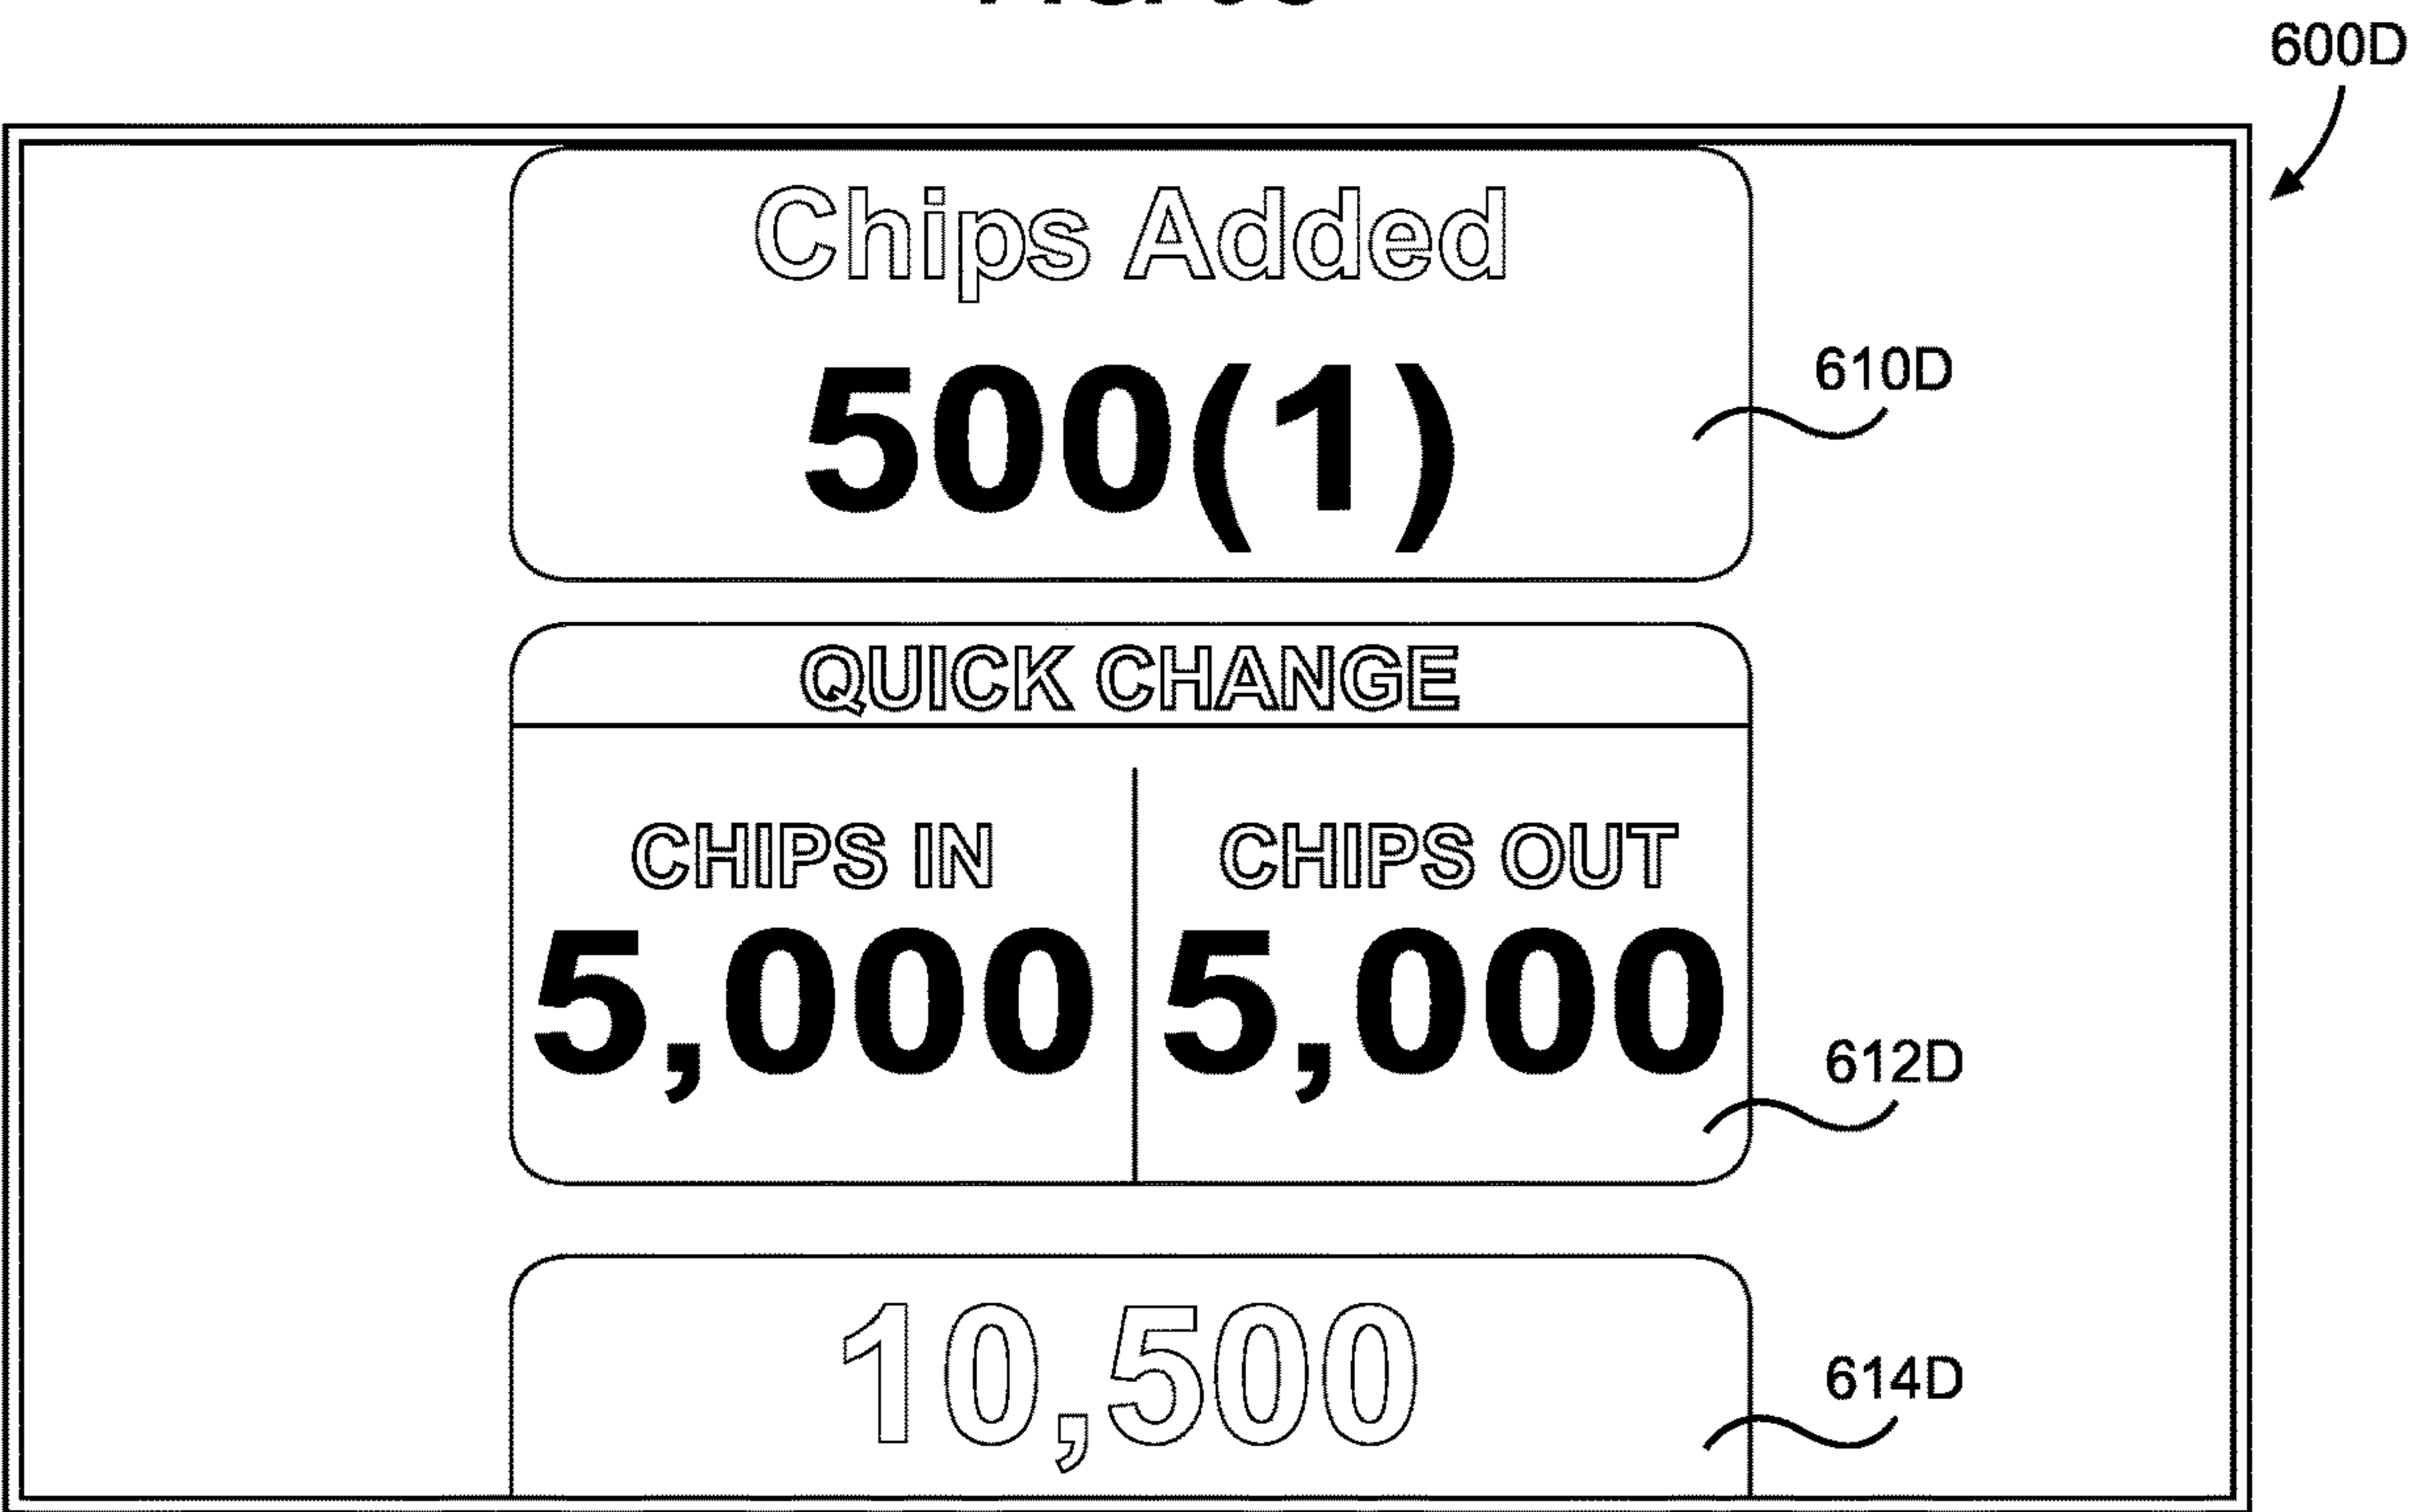 600D
Chips Added
500(1)
610D
QUICK CHANGE
CHIPS IN CHIPS OUT
5,000 5,000
612D
10,500
614D